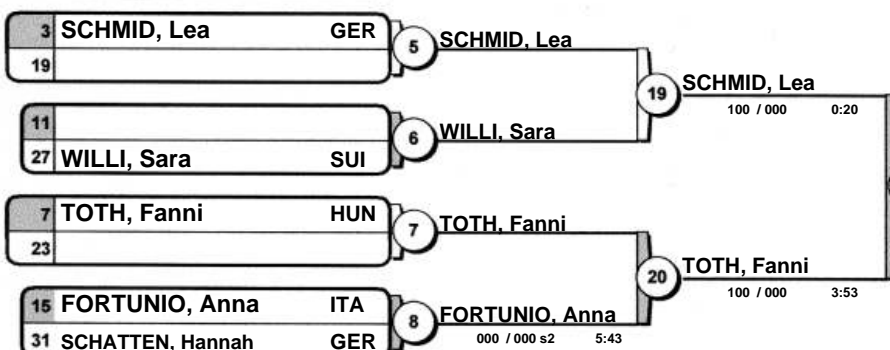 3 SCHMID, Lea GER
19
5 SCHMID, Lea
11
27 WILLI, Sara SUI
6 WILLI, Sara
19 SCHMID, Lea
100 / 000 0:20
7 TOTH, Fanni HUN
23
7 TOTH, Fanni
15 FORTUNIO, Anna ITA
31 SCHATTEN, Hannah GER
8 FORTUNIO, Anna
000 / 000 s2 5:43
20 TOTH, Fanni
100 / 000 3:53